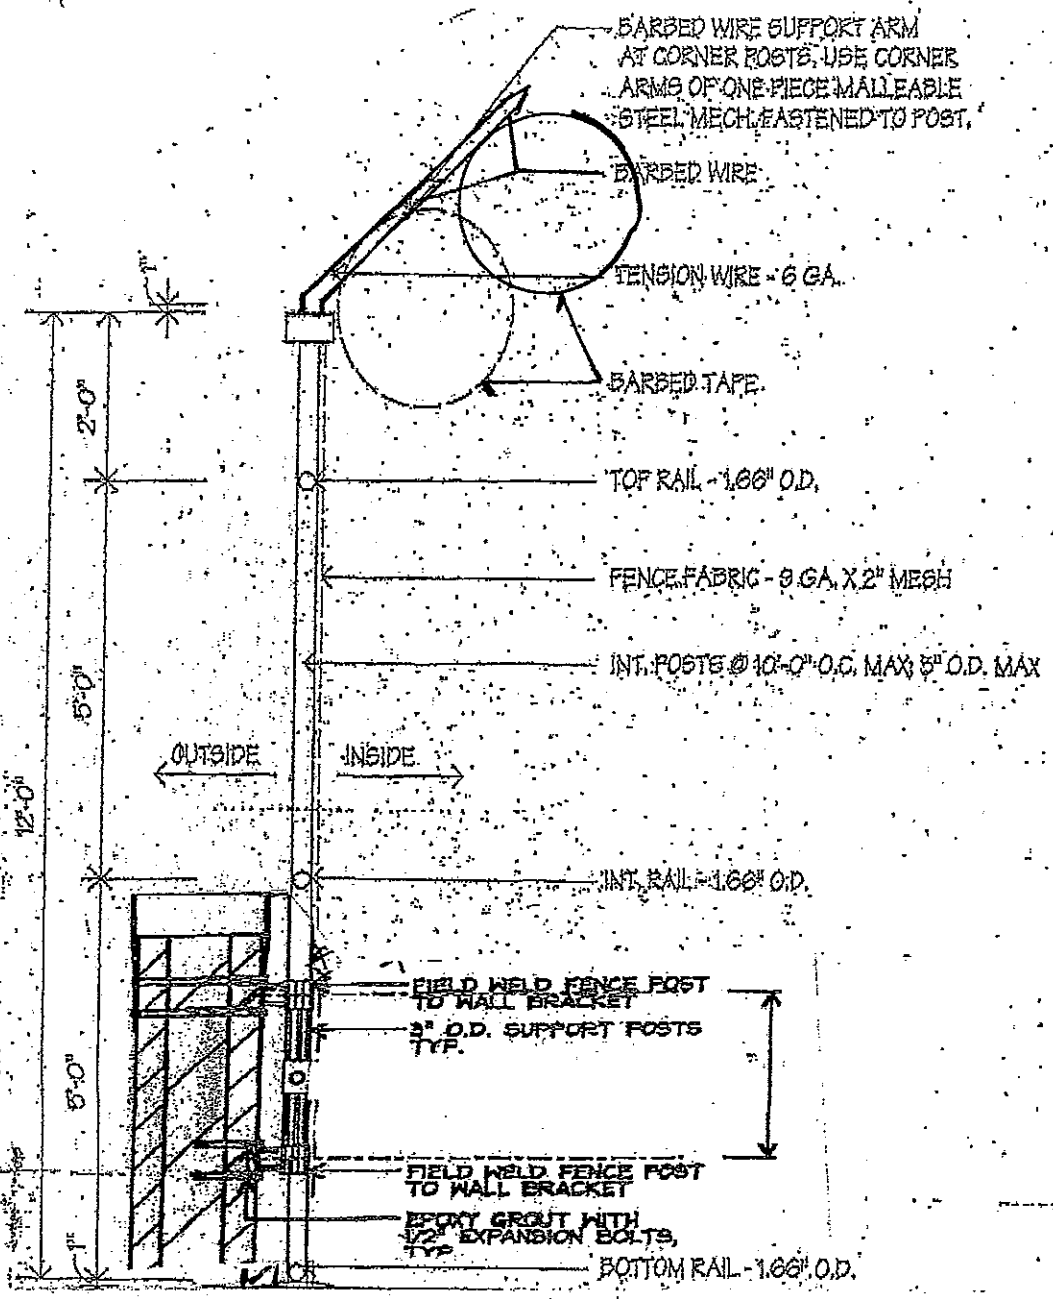 BARBED WIRE SUPPORT ARM
AT CORNER POSTS, USE CORNER
ARMS OF ONE-PIECE MALLEABLE
STEEL MECH. FASTENED TO POST.
BARBED WIRE
1"
TENSION WIRE - 6 GA.
BARBED TAPE
2'-0"
TOP RAIL - 1.66" O.D.
FENCE FABRIC - 9 GA. X 2" MESH
INT. POSTS @ 10'-0" O.C. MAX, 3" O.D. MAX
5'-0"
OUTSIDE
INSIDE
12'-0"
INT. RAIL - 1.66" O.D.
FIELD WELD FENCE POST
TO WALL BRACKET
3" O.D. SUPPORT POSTS
TYP.
5'-0"
FIELD WELD FENCE POST
TO WALL BRACKET
EPOXY GROUT WITH
1/2" EXPANSION BOLTS,
TYP.
1"
BOTTOM RAIL - 1.66" O.D.